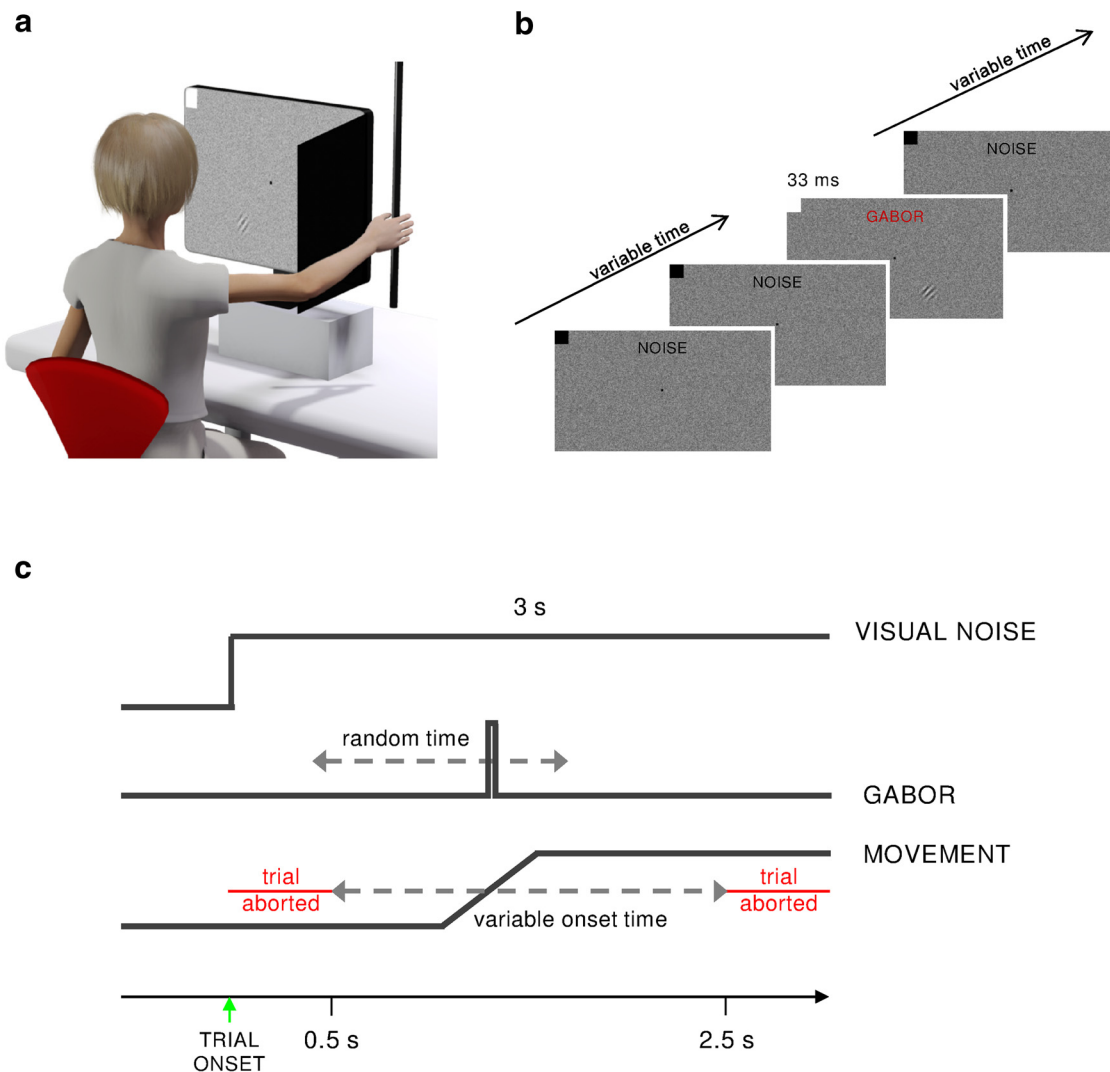 a
b
variable time
NOISE
33 ms
GABOR
variable time
NOISE
NOISE
c
3 s
VISUAL NOISE
random time
GABOR
MOVEMENT
trial
aborted
variable onset time
trial
aborted
TRIAL
ONSET
0.5 s
2.5 s